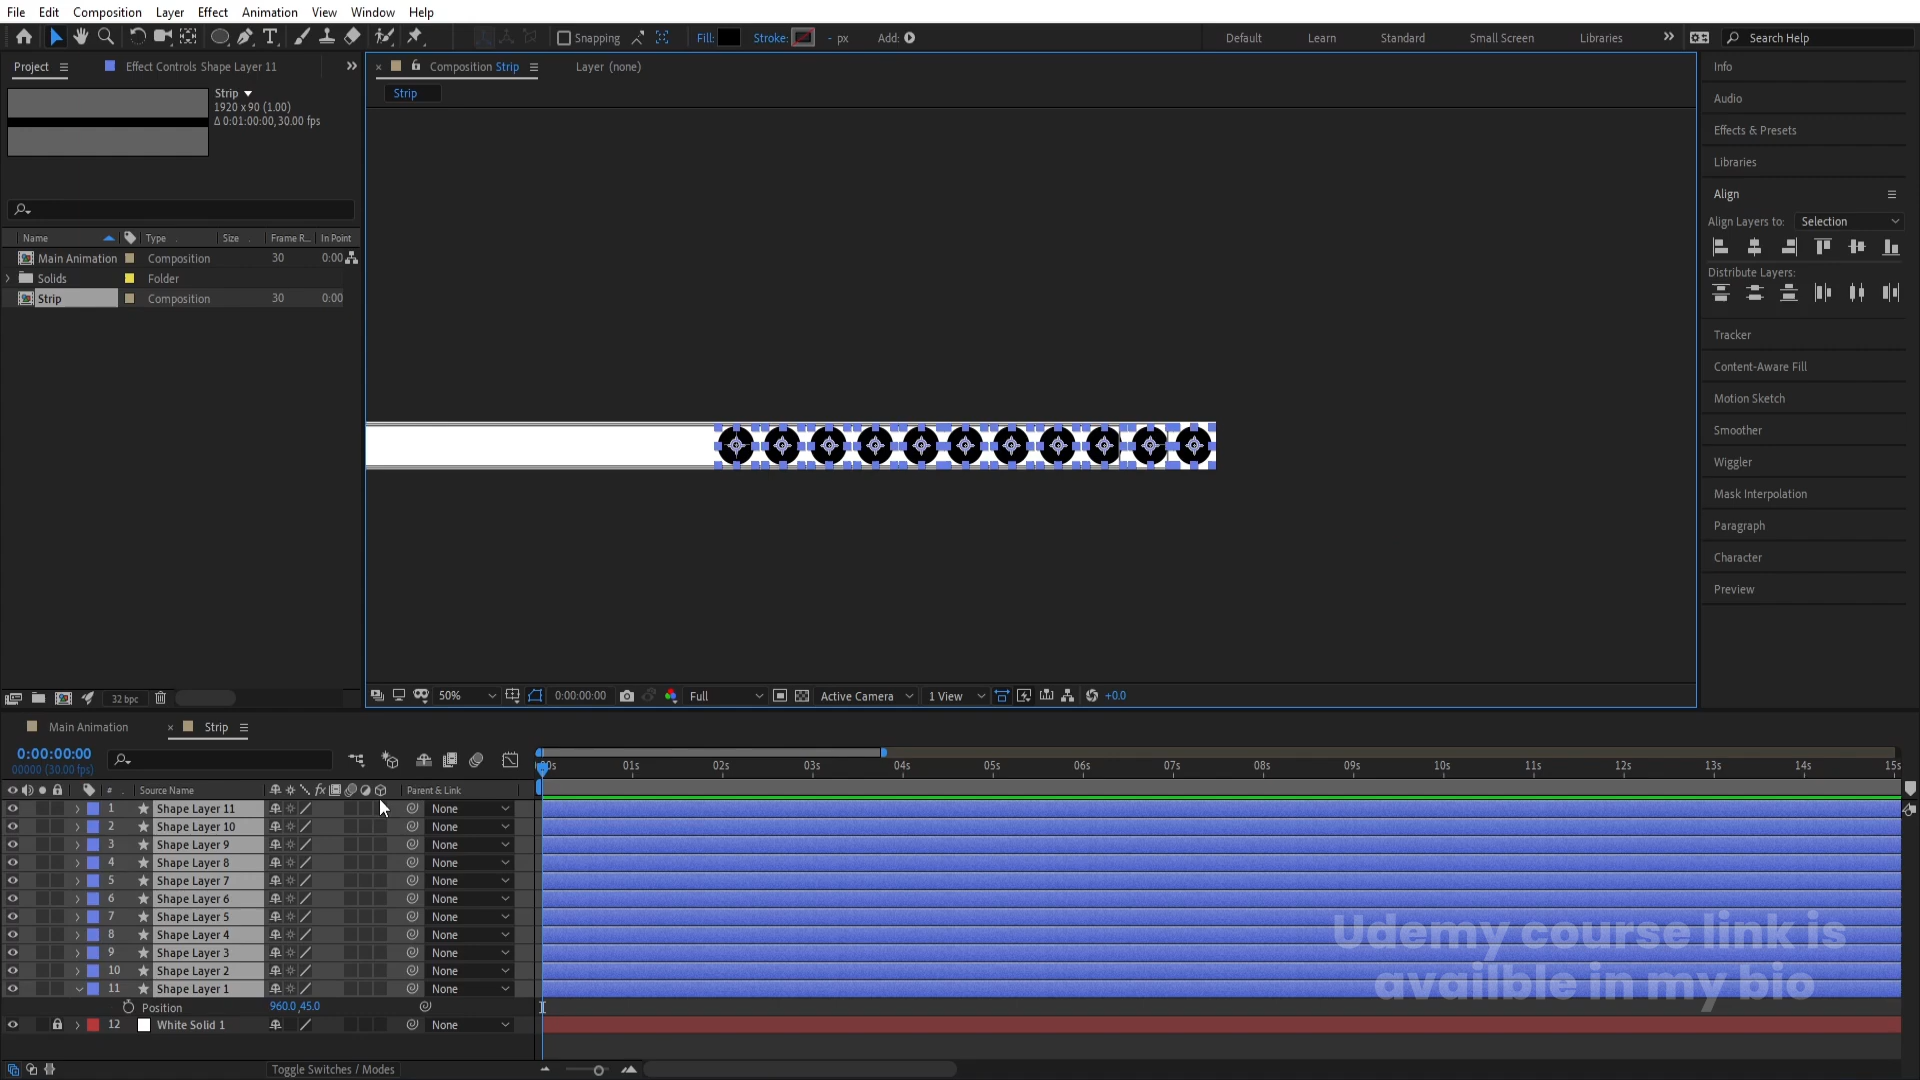 File Edit Composition Layer Effect Animation View Window Help
Snapping Fill: Stroke: - px Add: Default Learn Standard Small Screen Libraries Search Help
Project Effect Controls Shape Layer 11
Composition Strip Layer (none)
Strip
Strip
1920 x 90 (1.00)
Δ 0:01:00:00, 30.00 fps
Name Type Size Frame R... In Point
Main Animation Composition 30 0:00
Solids Folder
Strip Composition 30 0:00
32 bpc
50% 0:00:00:00 Full Active Camera 1 View +0.0
Info
Audio
Effects & Presets
Libraries
Align
Align Layers to: Selection
Distribute Layers:
Tracker
Content-Aware Fill
Motion Sketch
Smoother
Wiggler
Mask Interpolation
Paragraph
Character
Preview
Main Animation Strip
0:00:00:00
00000 (30.00 fps)
00s 01s 02s 03s 04s 05s 06s 07s 08s 09s 10s 11s 12s 13s 14s 15s
# Source Name fx Parent & Link
1 Shape Layer 11 None
2 Shape Layer 10 None
3 Shape Layer 9 None
4 Shape Layer 8 None
5 Shape Layer 7 None
6 Shape Layer 6 None
7 Shape Layer 5 None
8 Shape Layer 4 None
9 Shape Layer 3 None
10 Shape Layer 2 None
11 Shape Layer 1 None
Position 960.0,45.0
12 White Solid 1 None
Toggle Switches / Modes
Udemy course link is
availble in my bio